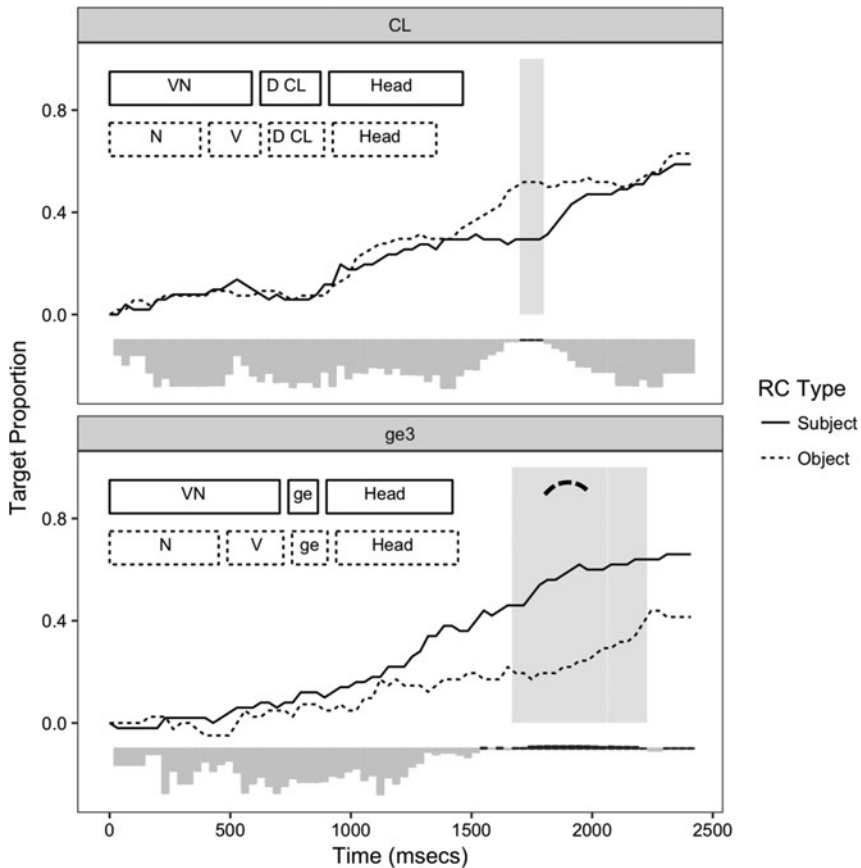 CL
VN D CL Head
N V D CL Head
0.8
0.4
0.0
Target Proportion
RC Type
Subject
Object
ge3
VN ge Head
N V ge Head
0.8
0.4
0.0
0 500 1000 1500 2000 2500
Time (msecs)